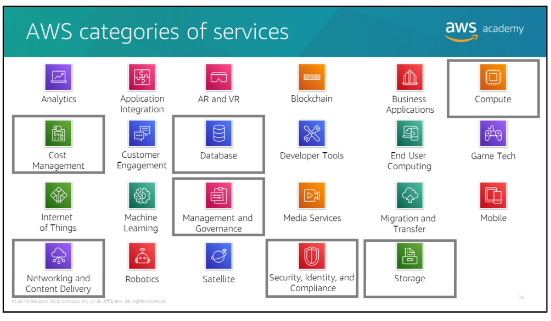 AWS categories of services
aws academy
Analytics
Application
Integration
AR and VR
Blockchain
Business
Applications
Compute
Cost
Management
Customer
Engagement
Database
Developer Tools
End User
Computing
Game Tech
Internet
of Things
Machine
Learning
Management and
Governance
Media Services
Migration and
Transfer
Mobile
Networking and
Content Delivery
Robotics
Satellite
Security, Identity, and
Compliance
Storage
© 2019 Amazon Web Services, Inc. or its Affiliates. All rights reserved.